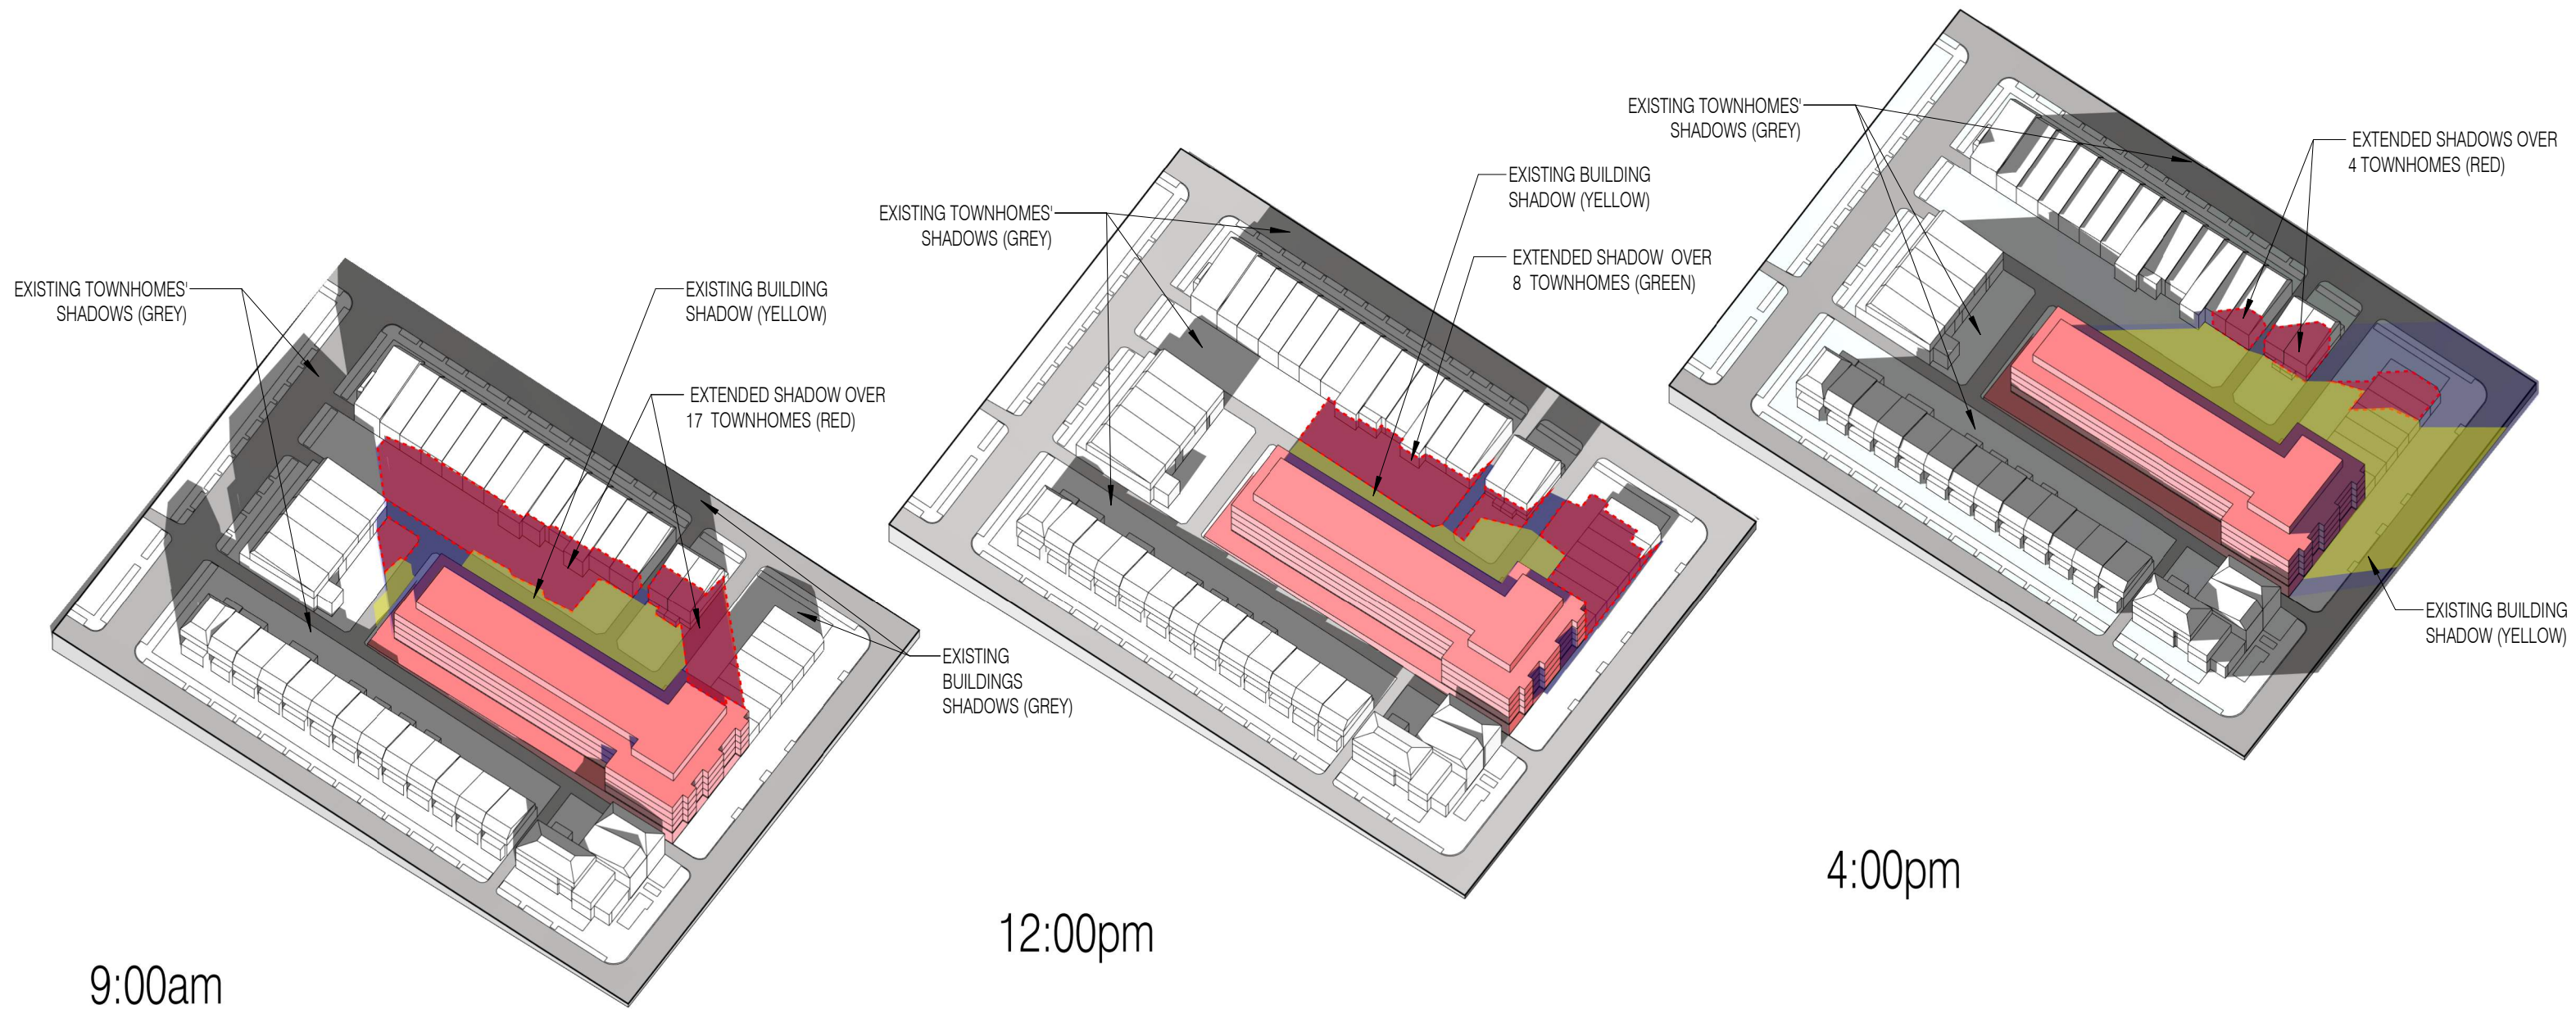 EXISTING TOWNHOMES'
SHADOWS (GREY)
EXISTING BUILDING
SHADOW (YELLOW)
EXTENDED SHADOW OVER
17 TOWNHOMES (RED)
EXISTING
BUILDINGS
SHADOWS (GREY)
9:00am
EXISTING TOWNHOMES'
SHADOWS (GREY)
EXISTING BUILDING
SHADOW (YELLOW)
EXTENDED SHADOW OVER
8 TOWNHOMES (GREEN)
12:00pm
EXISTING TOWNHOMES'
SHADOWS (GREY)
EXTENDED SHADOWS OVER
4 TOWNHOMES (RED)
EXISTING BUILDING
SHADOW (YELLOW)
4:00pm